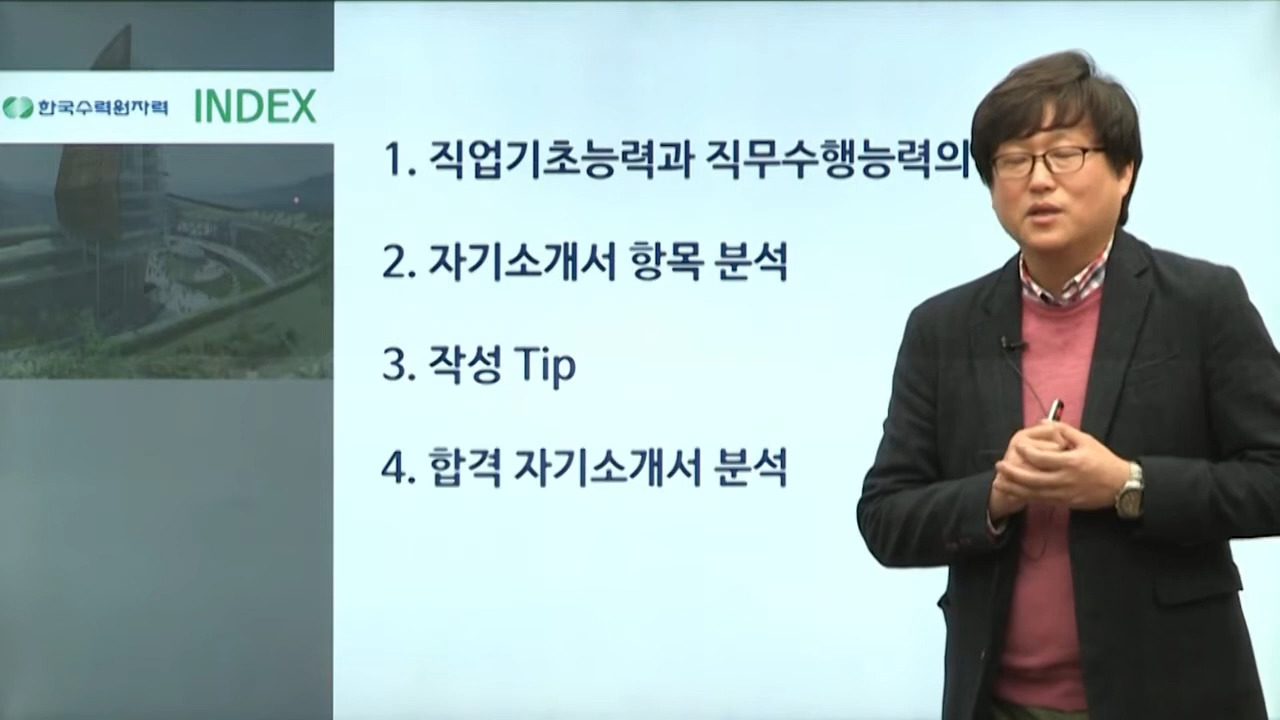 한국수력원자력 INDEX
1. 직업기초능력과 직무수행능력의
2. 자기소개서 항목 분석
3. 작성 Tip
4. 합격 자기소개서 분석